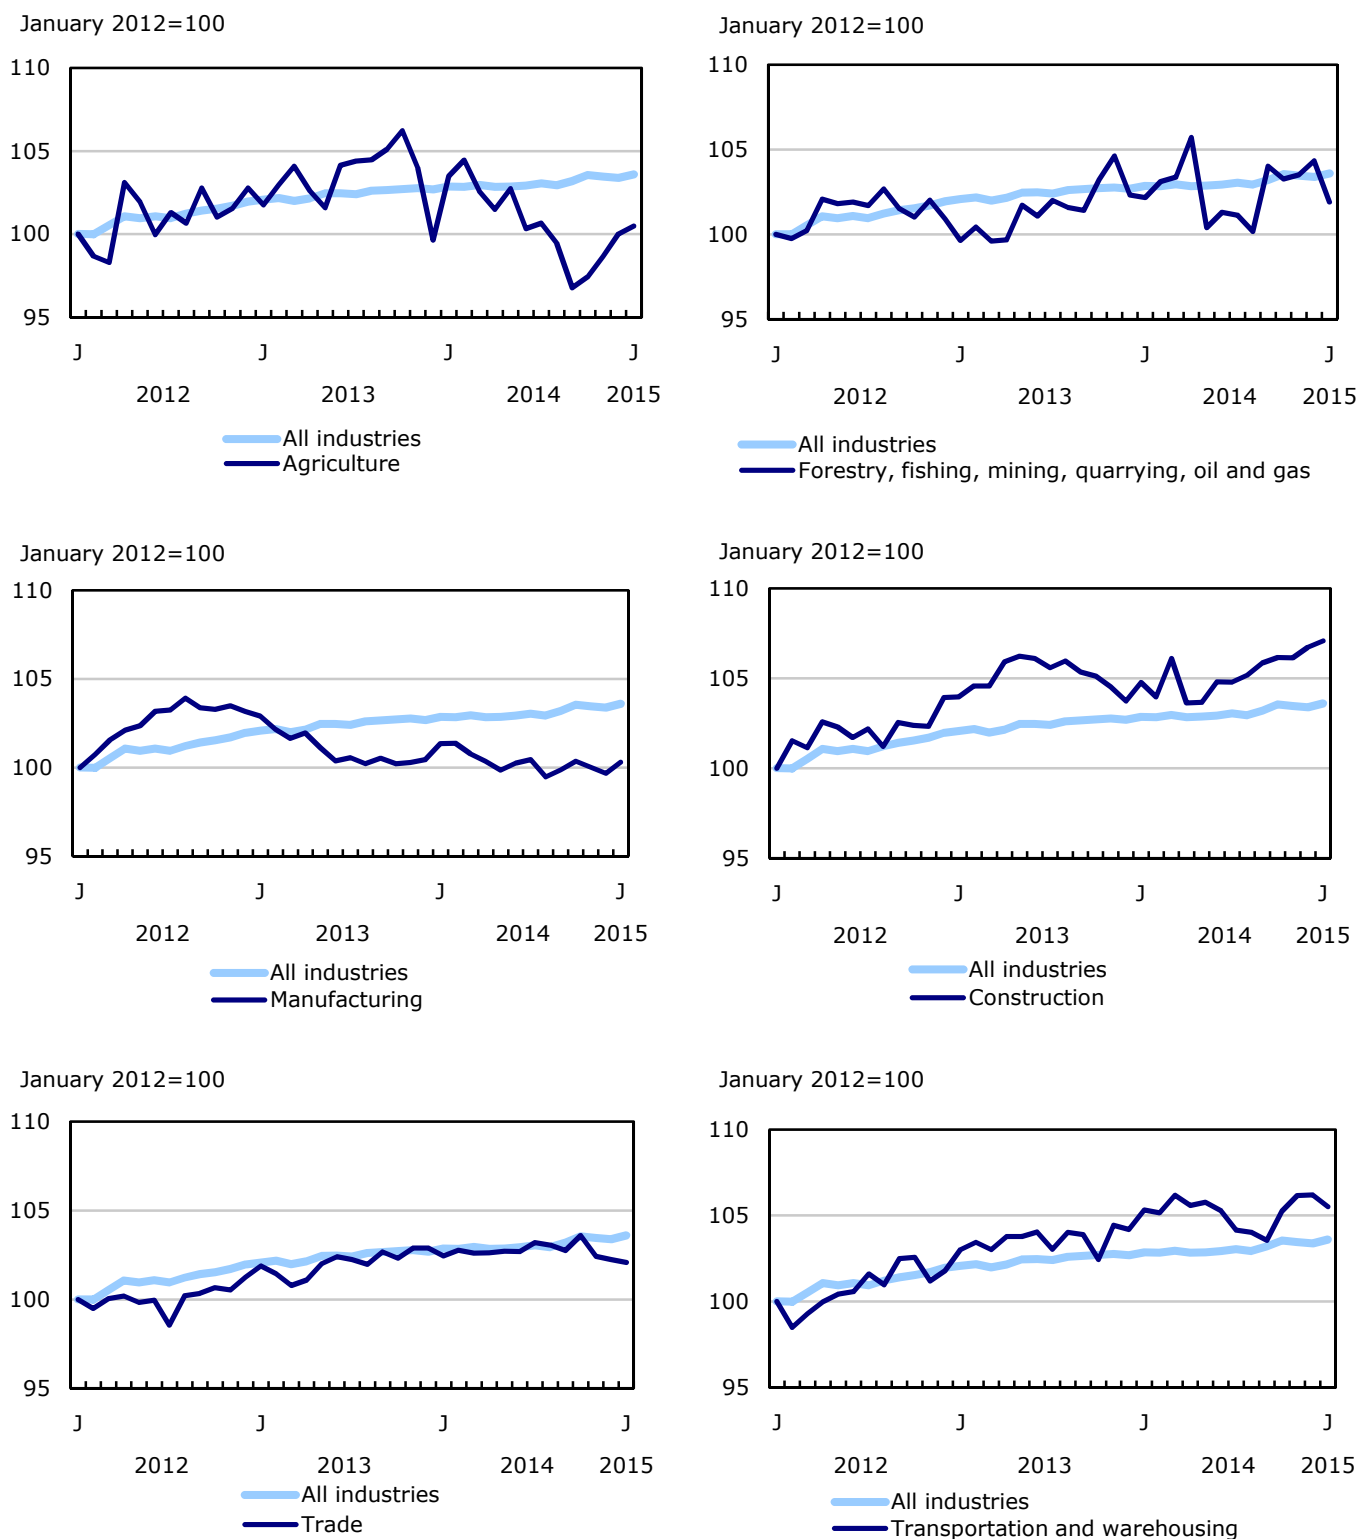 January 2012=100
110
105
100
95
J J J J
2012 2013 2014 2015
All industries
Agriculture
January 2012=100
110
105
100
95
J J J J
2012 2013 2014 2015
All industries
Forestry, fishing, mining, quarrying, oil and gas
January 2012=100
110
105
100
95
J J J J
2012 2013 2014 2015
All industries
Manufacturing
January 2012=100
110
105
100
95
J J J J
2012 2013 2014 2015
All industries
Construction
January 2012=100
110
105
100
95
J J J J
2012 2013 2014 2015
All industries
Trade
January 2012=100
110
105
100
95
J J J J
2012 2013 2014 2015
All industries
Transportation and warehousing